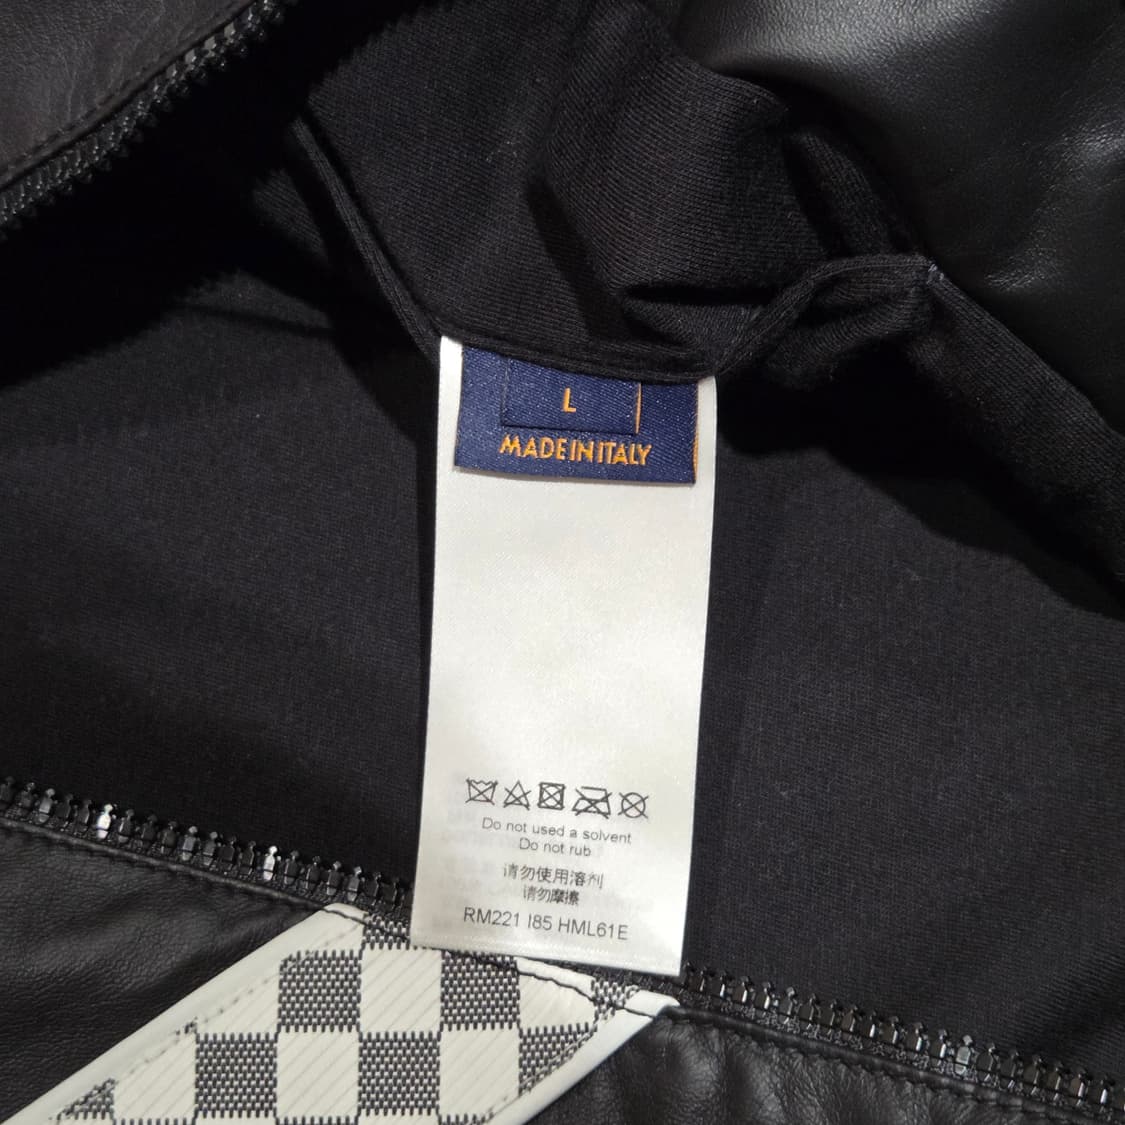 L
MADE IN ITALY
Do not used a solvent
Do not rub
请勿使用溶剂
请勿摩擦
RM221 I85 HML61E